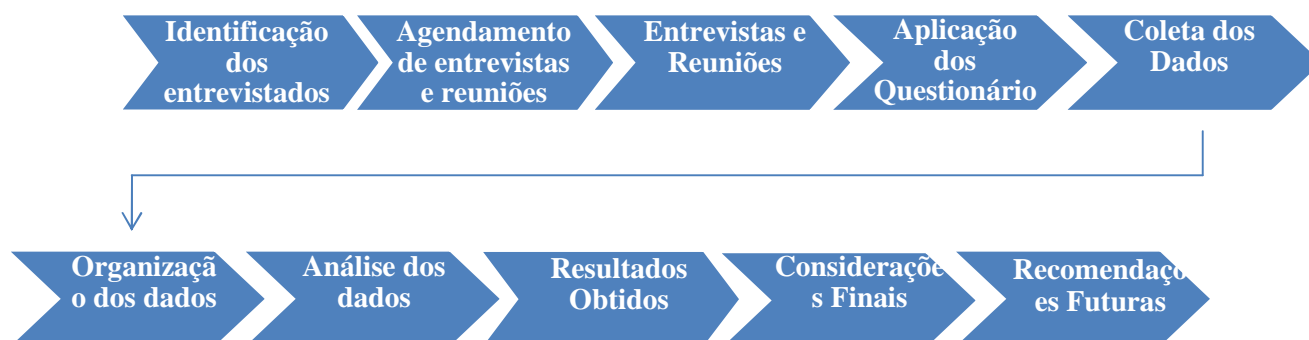 Identificação
dos
entrevistados
Agendamento
de entrevistas
e reuniões
Entrevistas e
Reuniões
Aplicação
dos
Questionário
Coleta dos
Dados
Organizaçã
o dos dados
Análise dos
dados
Resultados
Obtidos
Consideraçõe
s Finais
Recomendaço
es Futuras